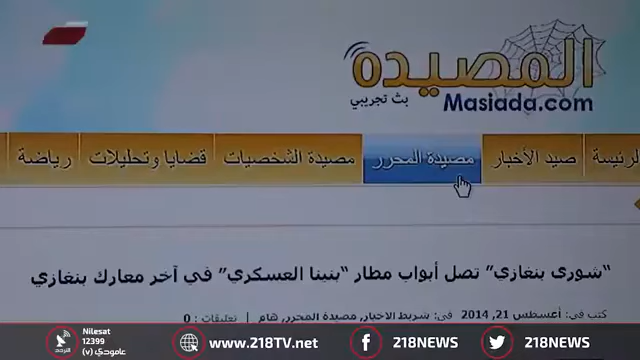 المصيدة
بث تجريبي
Masiada.com
الرئيسة صيد الأخبار مصيدة المحرر مصيدة الشخصيات قضايا وتحليلات رياضة
“شورى بنغازي” تصل أبواب مطار “بنينا العسكري” في آخر معارك بنغازي
كتب في: أغسطس 21, 2014 في: شريط الاخبار, مصيدة المحرر, هام | تعليقات : 0
Nilesat
12399
عامودي (v)
التردد
www.218TV.net
218NEWS
218NEWS